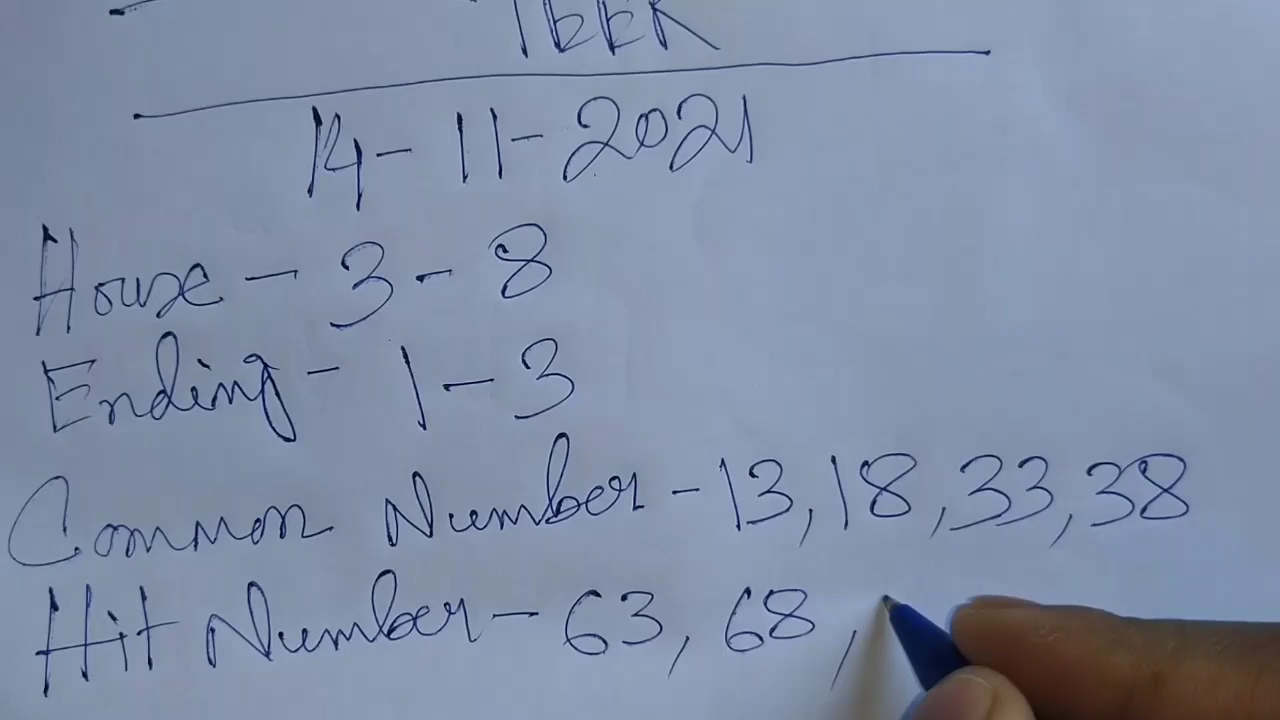 TEER
14-11-2021
House - 3 - 8
Ending - 1 - 3
Common Number - 13, 18, 33, 38
Hit Number - 63, 68,